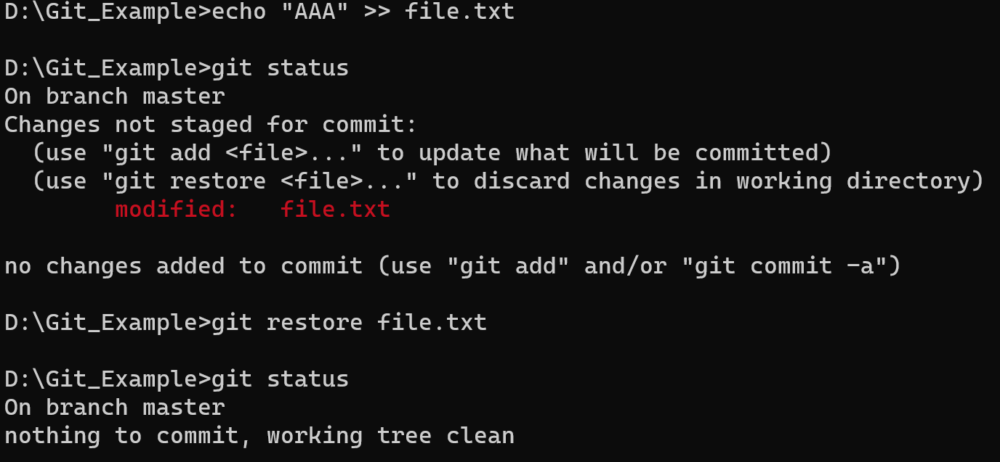 D:\Git_Example>echo "AAA" >> file.txt
D:\Git_Example>git status
On branch master
Changes not staged for commit:
  (use "git add <file>..." to update what will be committed)
  (use "git restore <file>..." to discard changes in working directory)
        modified:   file.txt
no changes added to commit (use "git add" and/or "git commit -a")
D:\Git_Example>git restore file.txt
D:\Git_Example>git status
On branch master
nothing to commit, working tree clean